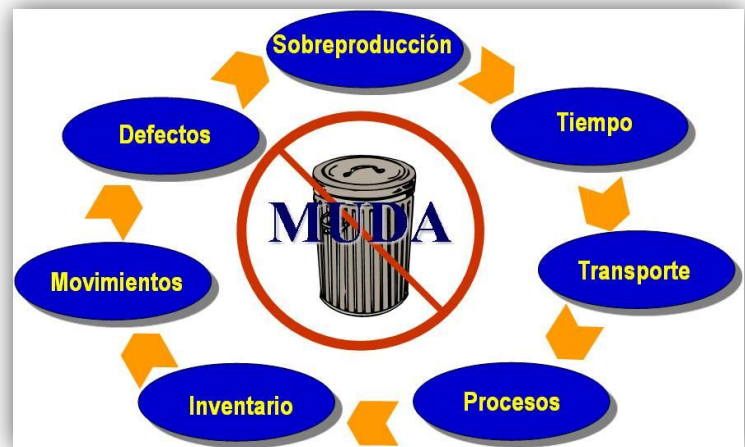 Sobreproducción
Tiempo
Transporte
Procesos
Inventario
Movimientos
Defectos
MUDA